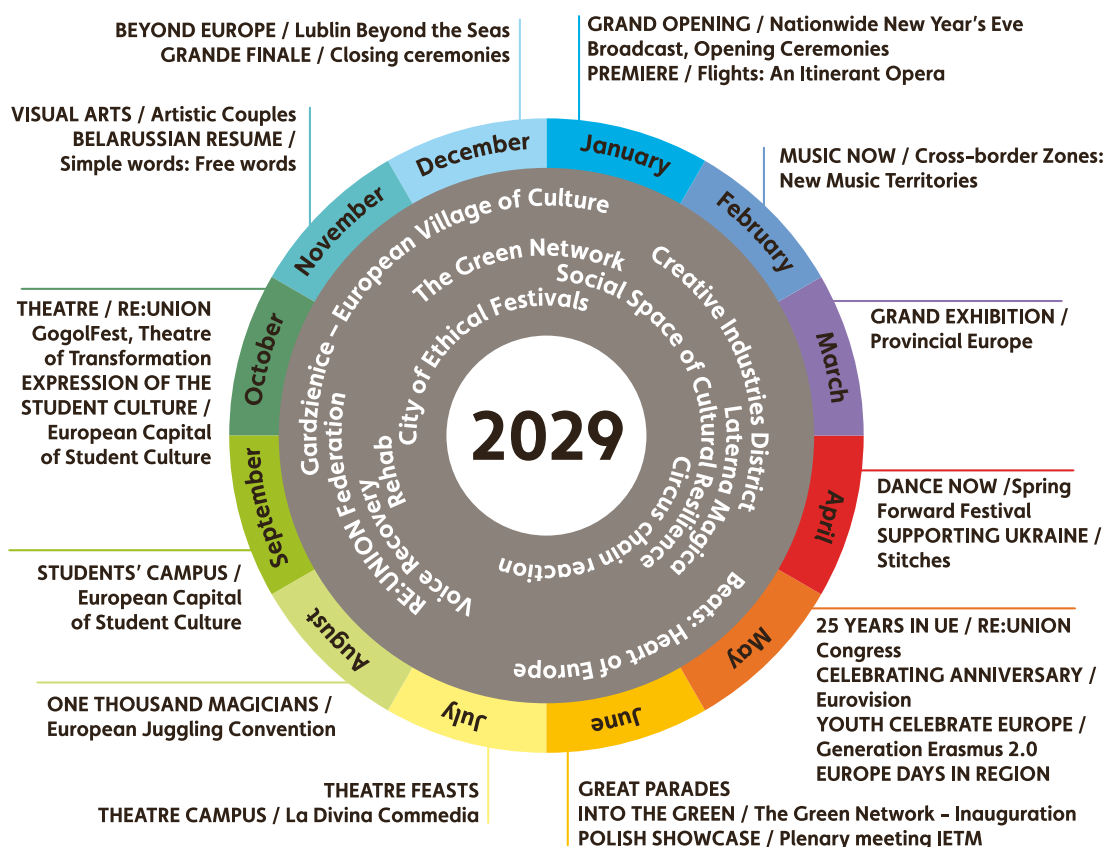 BEYOND EUROPE / Lublin Beyond the Seas
GRANDE FINALE / Closing ceremonies
GRAND OPENING / Nationwide New Year’s Eve
Broadcast, Opening Ceremonies
PREMIERE / Flights: An Itinerant Opera
VISUAL ARTS / Artistic Couples
BELARUSSIAN RESUME /
Simple words: Free words
MUSIC NOW / Cross-border Zones:
New Music Territories
THEATRE / RE:UNION
GogolFest, Theatre
of Transformation
EXPRESSION OF THE
STUDENT CULTURE /
European Capital
of Student Culture
GRAND EXHIBITION /
Provincial Europe
DANCE NOW /Spring
Forward Festival
SUPPORTING UKRAINE /
Stitches
STUDENTS’ CAMPUS /
European Capital
of Student Culture
25 YEARS IN UE / RE:UNION
Congress
CELEBRATING ANNIVERSARY /
Eurovision
YOUTH CELEBRATE EUROPE /
Generation Erasmus 2.0
EUROPE DAYS IN REGION
ONE THOUSAND MAGICIANS /
European Juggling Convention
THEATRE FEASTS
THEATRE CAMPUS / La Divina Commedia
GREAT PARADES
INTO THE GREEN / The Green Network – Inauguration
POLISH SHOWCASE / Plenary meeting IETM
January
February
March
April
May
June
July
August
September
October
November
December
Gardzienice – European Village of Culture
The Green Network
City of Ethical Festivals
Social Space of Cultural Resilience
Creative Industries District
Laterna Magica
Circus chain reaction
Beats: Heart of Europe
RE:UNION Federation
Voice Recovery
Rehab
2029